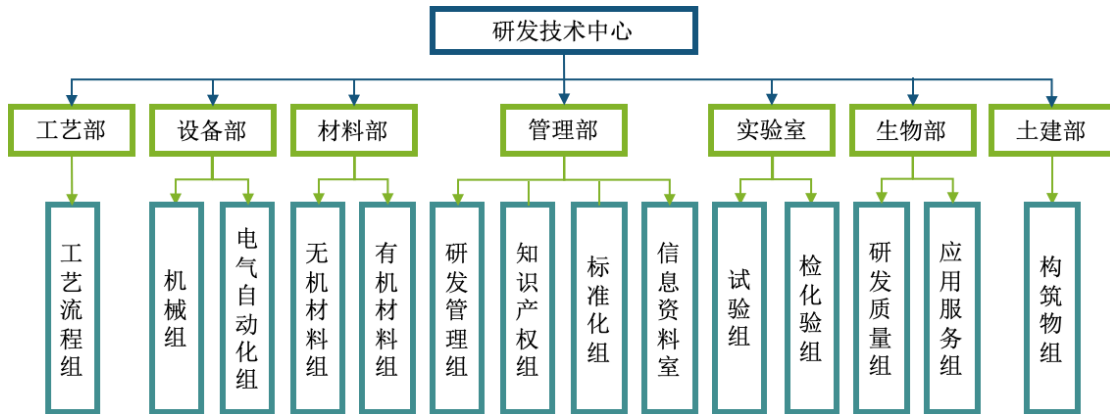 研发技术中心
工艺部
设备部
材料部
管理部
实验室
生物部
土建部
工艺流程组
机械组
电气自动化组
无机材料组
有机材料组
研发管理组
知识产权组
标准化组
信息资料室
试验组
检化验组
研发质量组
应用服务组
构筑物组